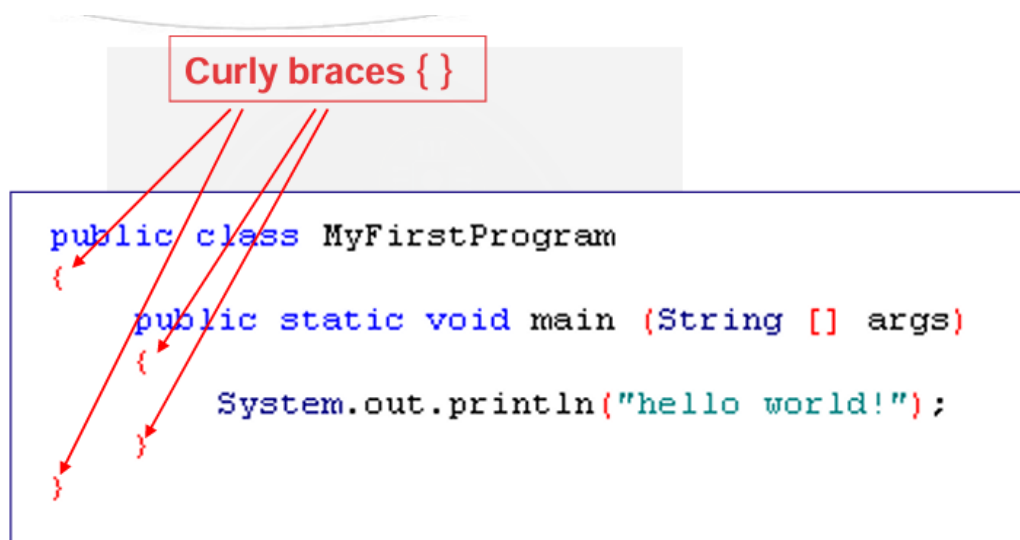 Curly braces { }
public class MyFirstProgram
{
public static void main (String [] args)
{
System.out.println("hello world!");
}
}